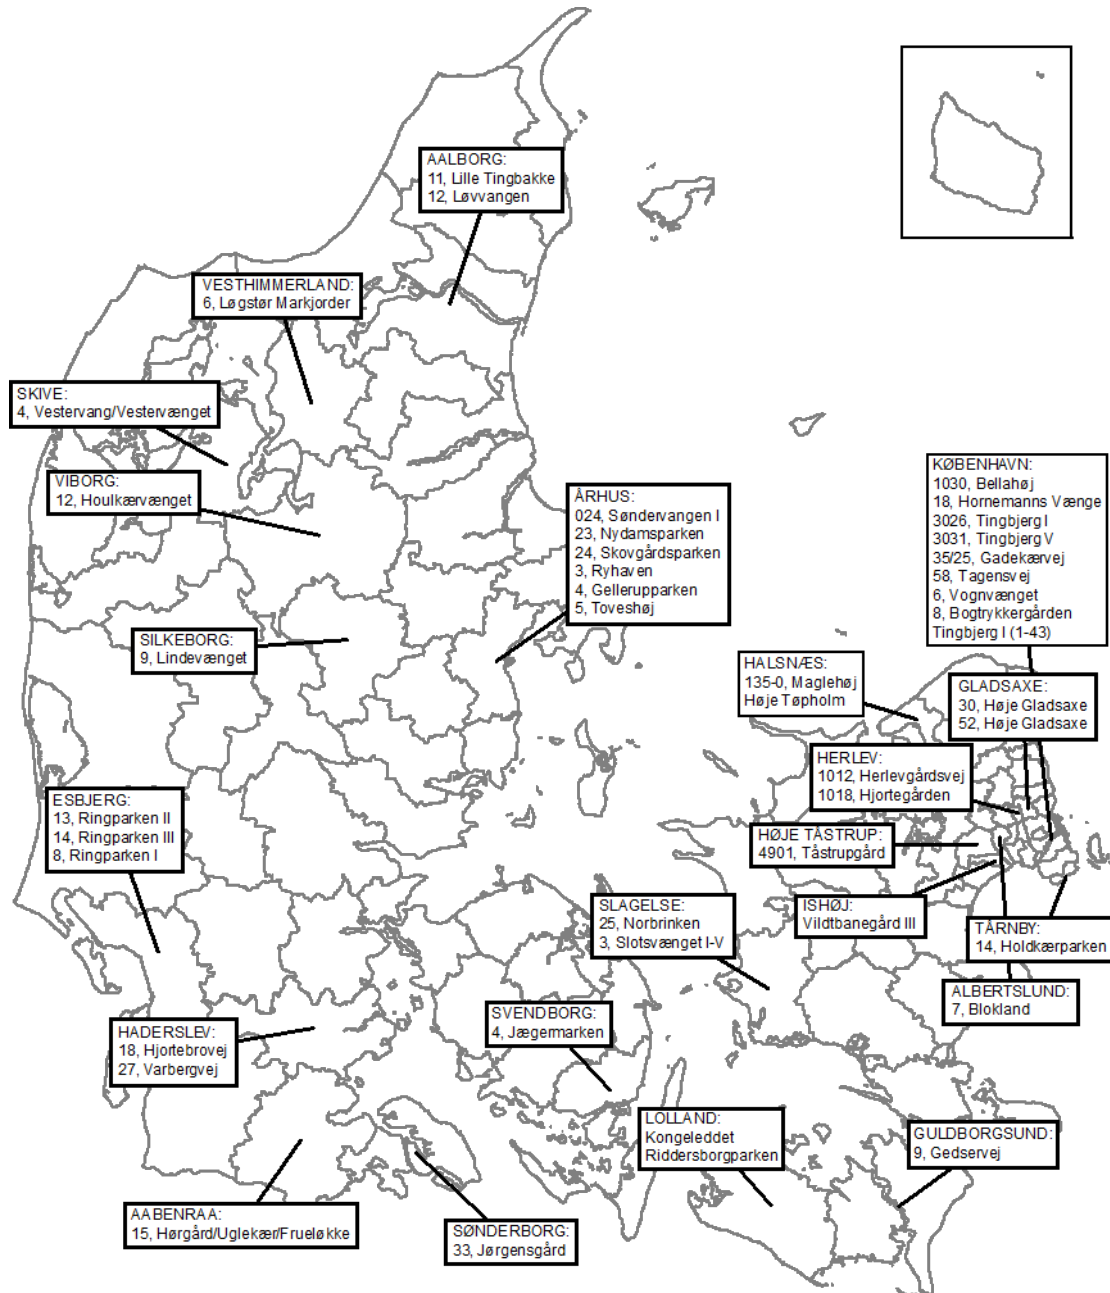 AALBORG:
11, Lille Tingbakke
12, Løvvangen
VESTHIMMERLAND:
6, Løgstør Markjorder
SKIVE:
4, Vestervang/Vestervænget
VIBORG:
12, Houlkærvænget
ÅRHUS:
024, Søndervangen I
23, Nydamsparken
24, Skovgårdsparken
3, Ryhaven
4, Gellerupparken
5, Toveshøj
KØBENHAVN:
1030, Bellahøj
18, Hornemanns Vænge
3026, Tingbjerg I
3031, Tingbjerg V
35/25, Gadekærvej
58, Tagensvej
6, Vognvænget
8, Bogtrykkergården
Tingbjerg I (1-43)
SILKEBORG:
9, Lindevænget
HALSNÆS:
135-0, Maglehøj
Høje Tøpholm
GLADSAXE:
30, Høje Gladsaxe
52, Høje Gladsaxe
HERLEV:
1012, Herlevgårdsvej
1018, Hjortegården
ESBJERG:
13, Ringparken II
14, Ringparken III
8, Ringparken I
HØJE TÅSTRUP:
4901, Tåstrupgård
SLAGELSE:
25, Norbrinken
3, Slotsvænget I-V
ISHØJ:
Vildtbanegård III
TÅRNBY:
14, Holdkærparken
ALBERTSLUND:
7, Blokland
SVENDBORG:
4, Jægermarken
HADERSLEV:
18, Hjortebrovej
27, Varbergvej
LOLLAND:
Kongeleddet
Riddersborgparken
GULDBORGSUND:
9, Gedservej
AABENRAA:
15, Hørgård/Uglekær/Frueløkke
SØNDERBORG:
33, Jørgensgård